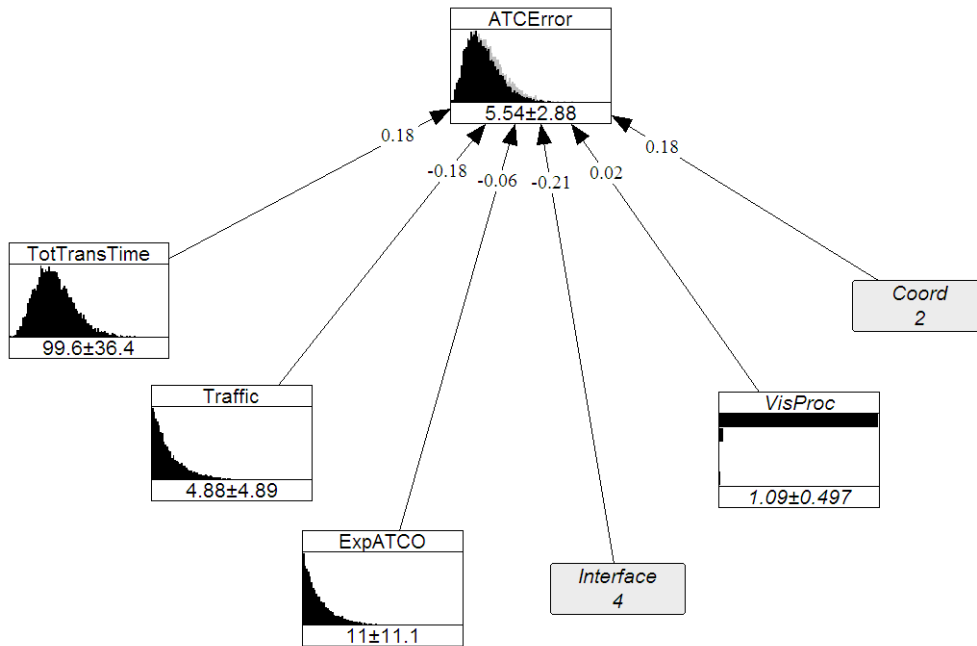 ATCError
5.54±2.88
0.18
-0.18
-0.06
-0.21
0.02
0.18
TotTransTime
99.6±36.4
Coord
2
Traffic
4.88±4.89
VisProc
1.09±0.497
ExpATCO
11±11.1
Interface
4